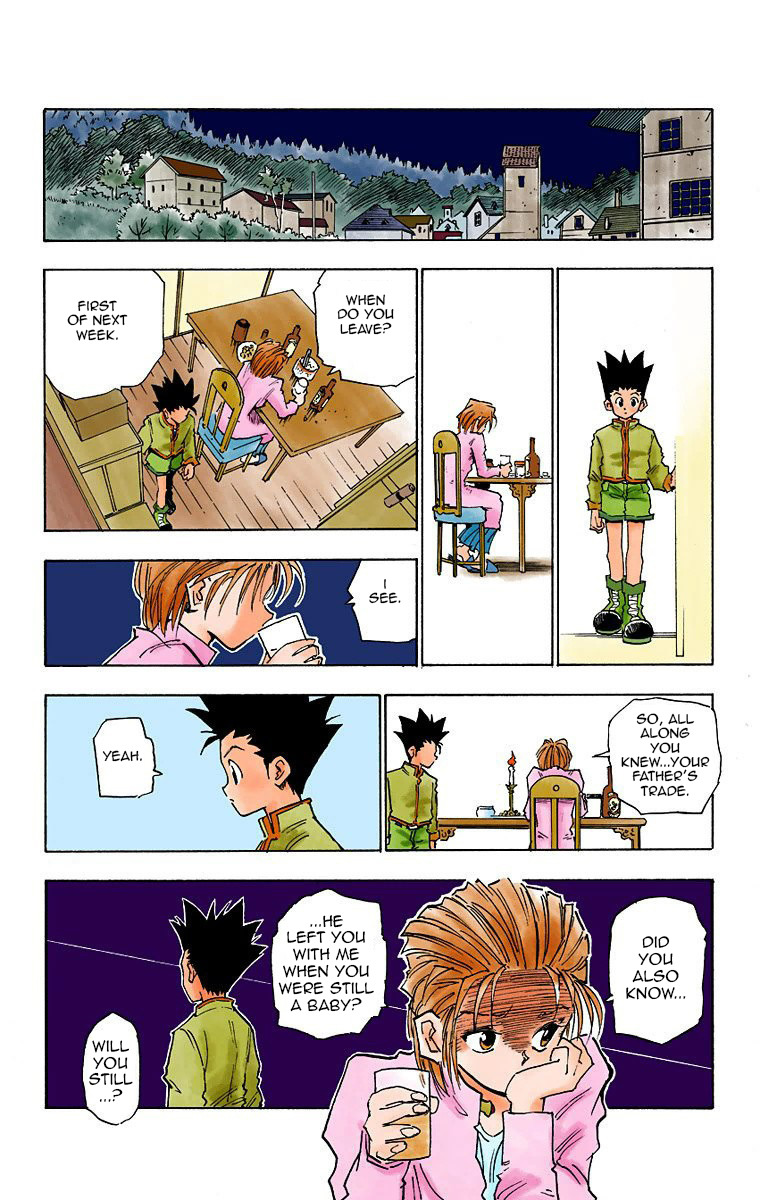 WHEN
DO YOU
LEAVE?
FIRST
OF NEXT
WEEK.
I
SEE.
SO, ALL
ALONG
YOU
KNEW...YOUR
FATHER'S
TRADE.
YEAH.
DID
YOU
ALSO
KNOW...
...HE
LEFT YOU
WITH ME
WHEN YOU
WERE STILL
A BABY?
WILL
YOU
STILL
...?